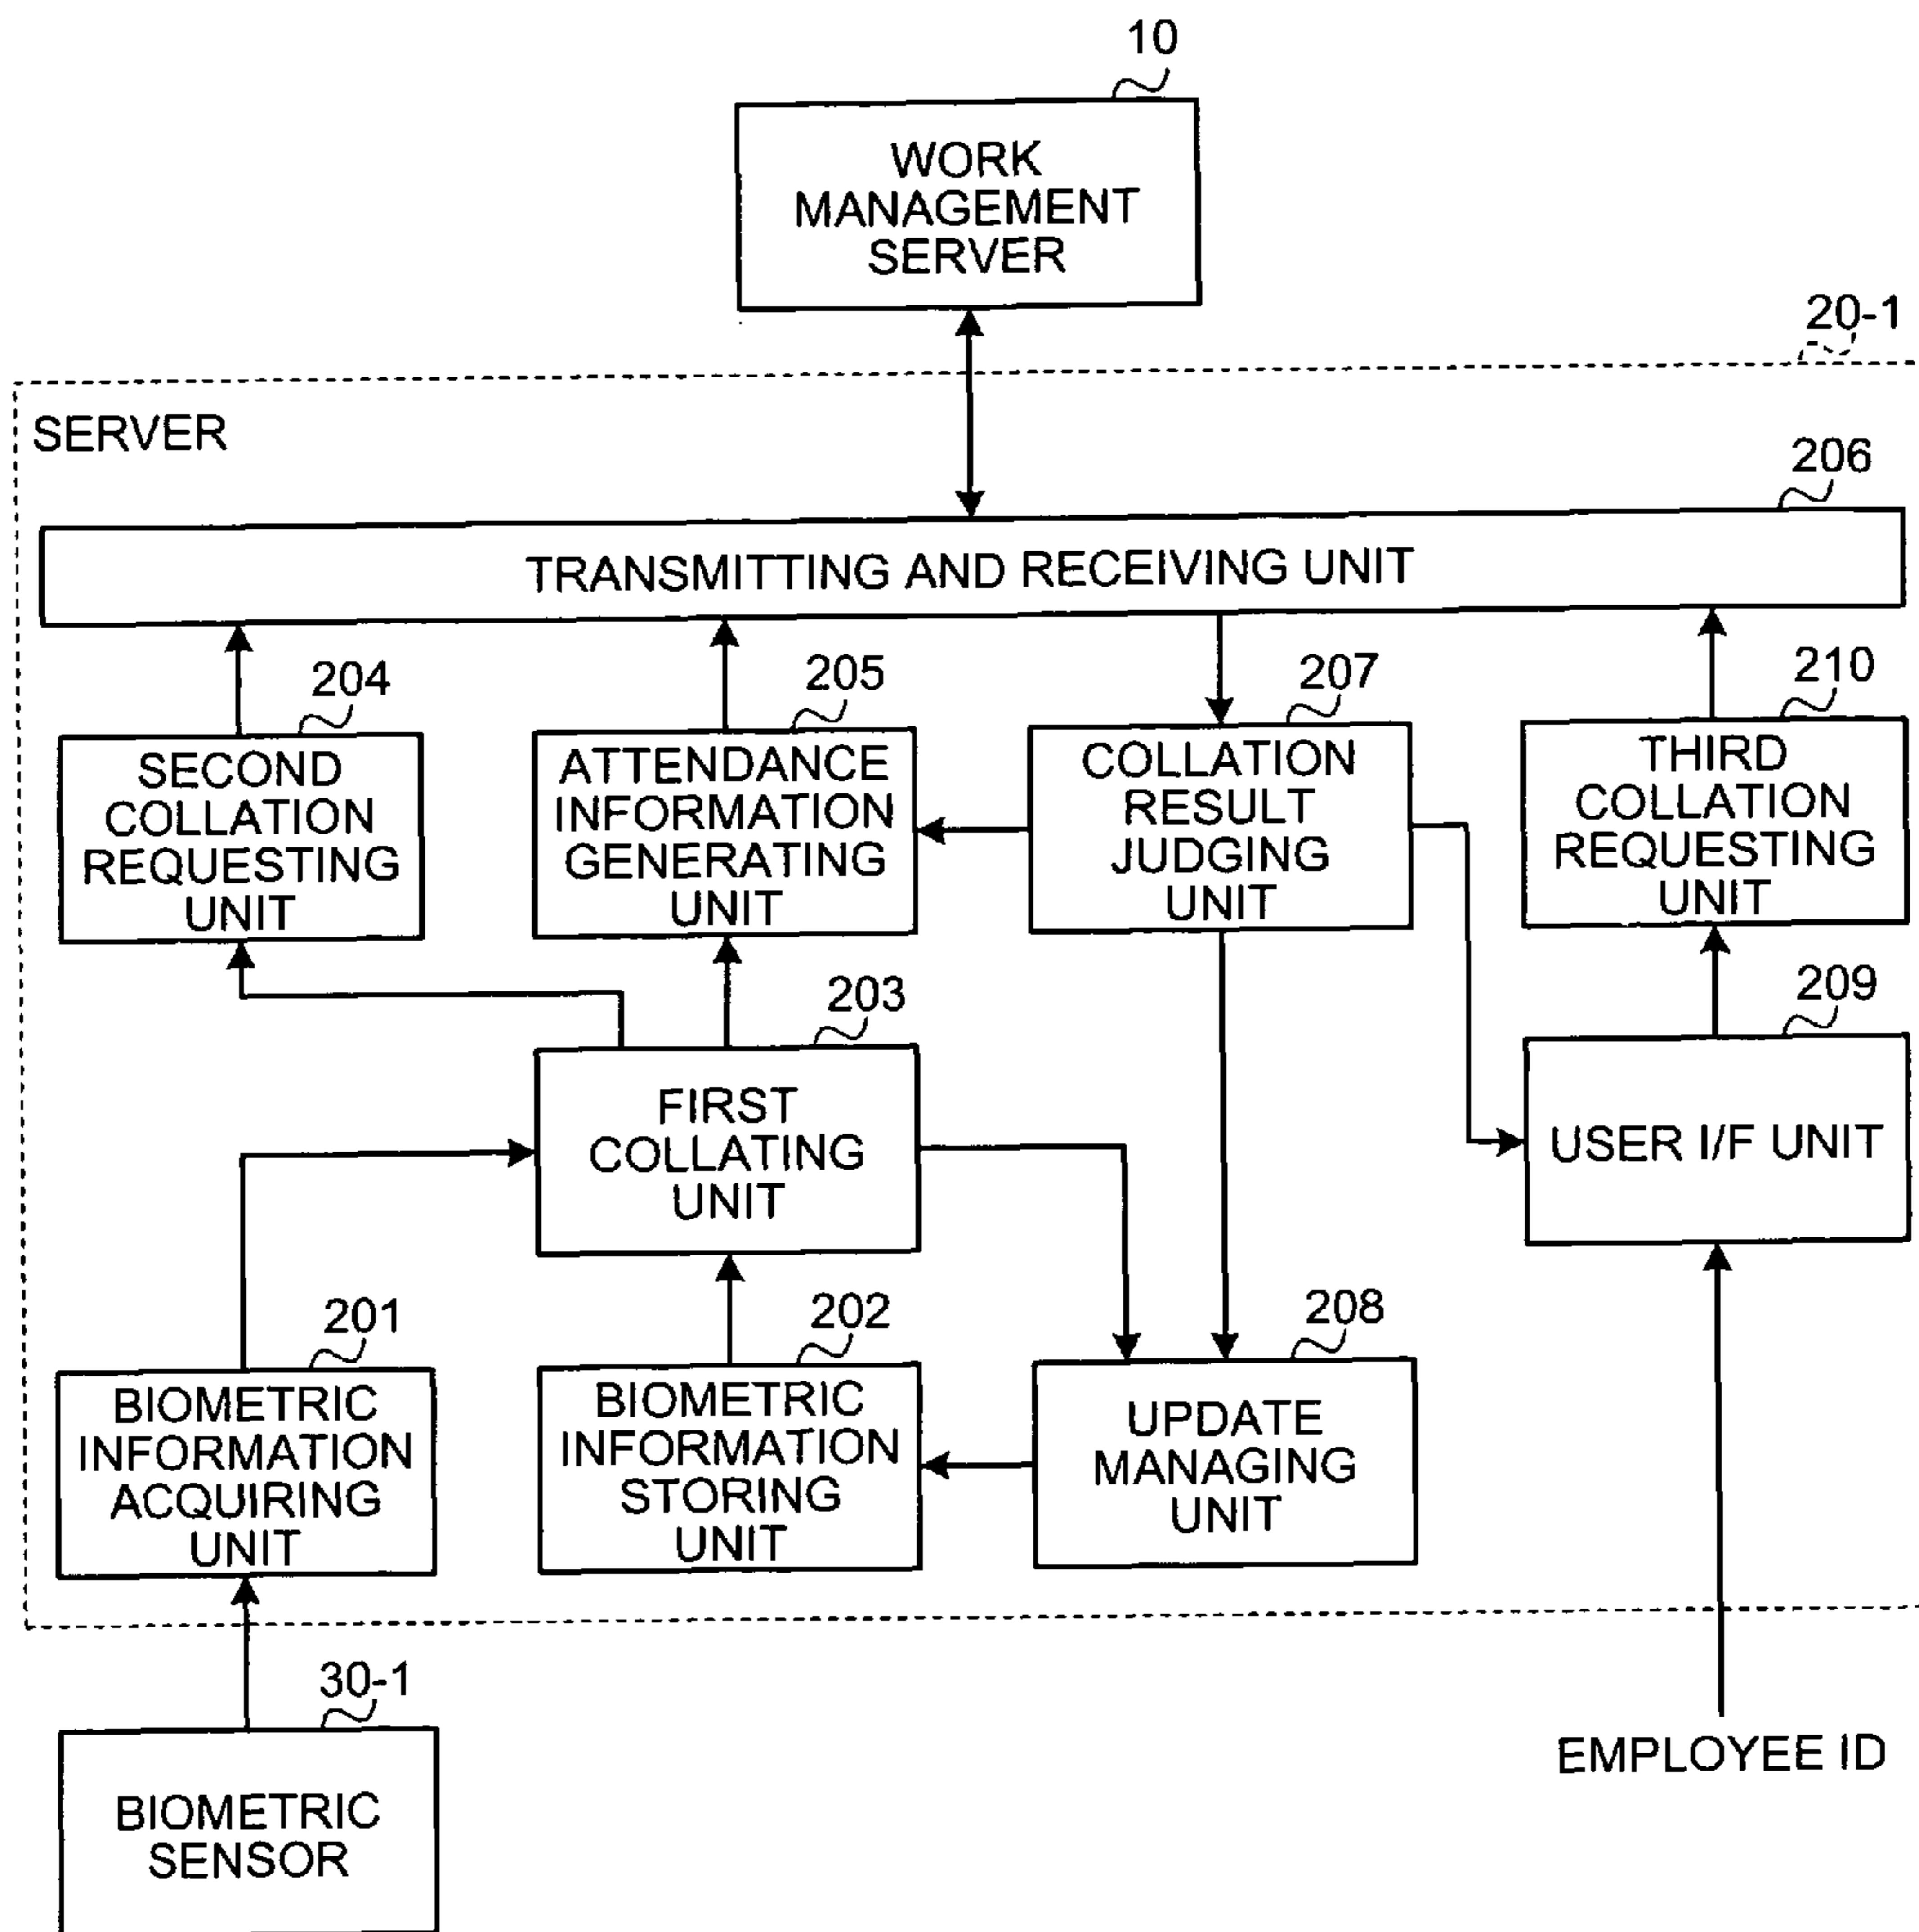 10
WORK
MANAGEMENT
SERVER
20-1
SERVER
206
TRANSMITTING AND RECEIVING UNIT
204
SECOND
COLLATION
REQUESTING
UNIT
205
ATTENDANCE
INFORMATION
GENERATING
UNIT
207
COLLATION
RESULT
JUDGING
UNIT
210
THIRD
COLLATION
REQUESTING
UNIT
203
FIRST
COLLATING
UNIT
209
USER I/F UNIT
201
BIOMETRIC
INFORMATION
ACQUIRING
UNIT
202
BIOMETRIC
INFORMATION
STORING
UNIT
208
UPDATE
MANAGING
UNIT
30-1
BIOMETRIC
SENSOR
EMPLOYEE ID